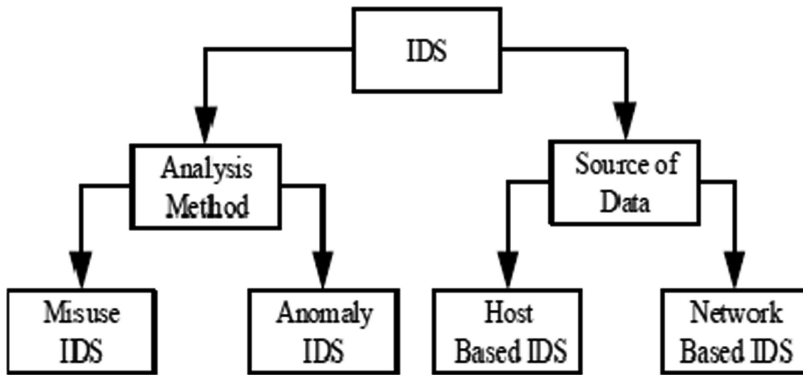 IDS
Analysis
Method
Source of
Data
Misuse
IDS
Anomaly
IDS
Host
Based IDS
Network
Based IDS